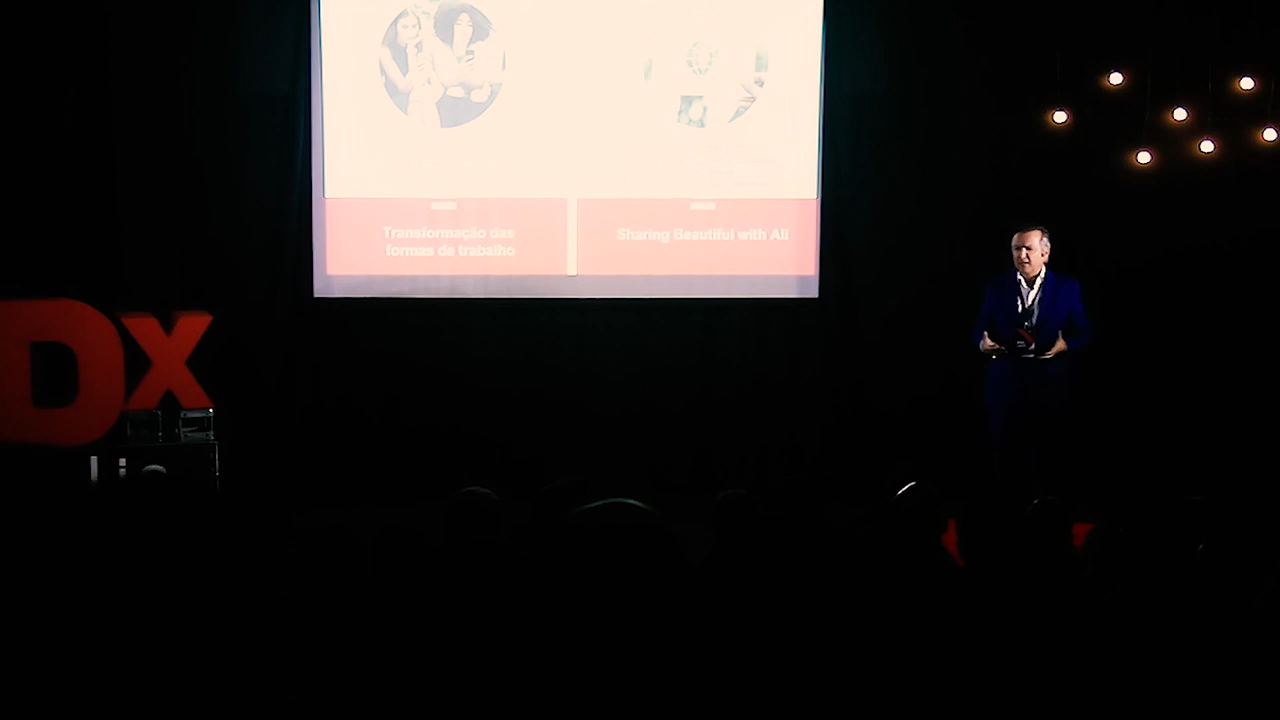 Transformação das
formas de trabalho
Sharing Beautiful with All
Dx